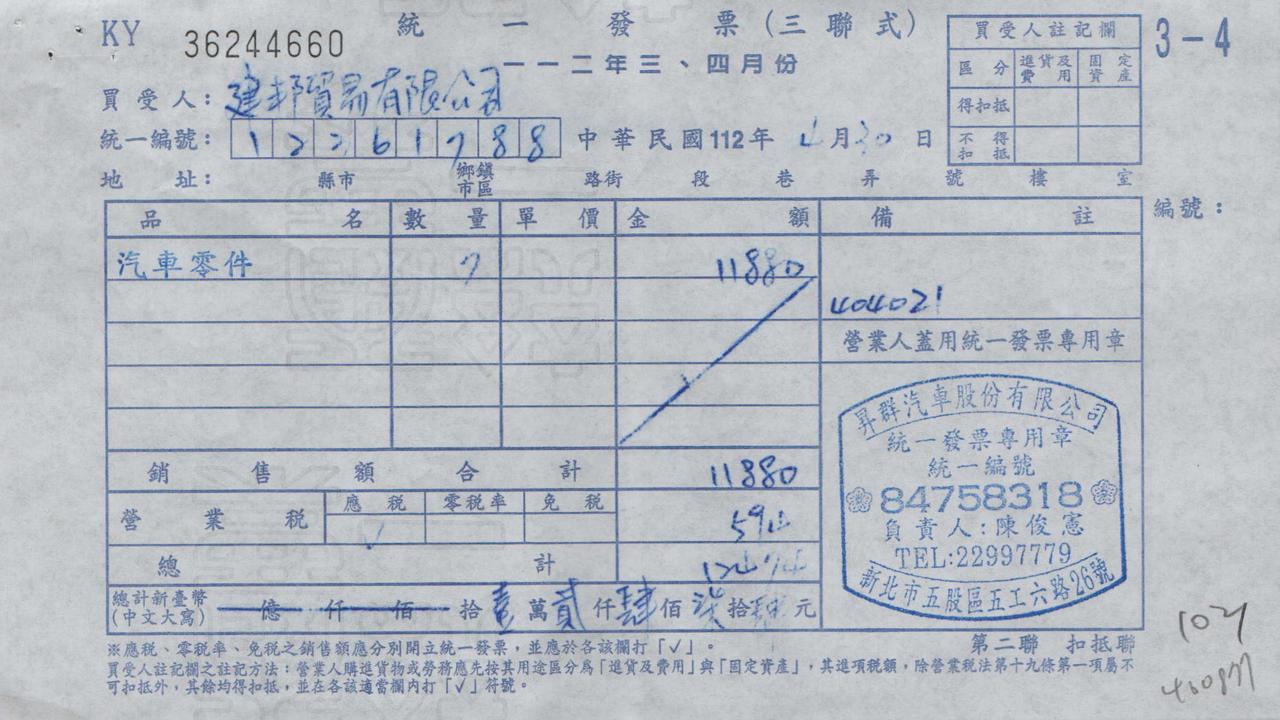 KY 36244660 統一發票(三聯式) 3-4
一一二年三、四月份
買受人: 建邦貿易有限公司
統一編號: 12261788 中華民國112年 4月30日
地址: 縣市 鄉鎮市區 路街 段 巷 弄 號 樓 室
買受人註記欄
區分 進貨及費用 固定資產
得扣抵
不得扣抵
品名 數量 單價 金額 備註 編號:
汽車零件 7 11880
404021
營業人蓋用統一發票專用章
昇群汽車股份有限公司
統一發票專用章
統一編號
84758318
負責人:陳俊憲
TEL:22997779
新北市五股區五工六路26號
銷售額合計 11880
營業稅 應稅 零稅率 免稅
√ 594
總計 12474
總計新臺幣(中文大寫) 億 仟 佰 拾壹萬貳仟肆佰柒拾肆元
※應稅、零稅率、免稅之銷售額應分別開立統一發票，並應於各該欄打「√」。
第二聯 扣抵聯
買受人註記欄之註記方法:營業人購進貨物或勞務應先按其用途區分為「進貨及費用」與「固定資產」，其進項稅額，除營業稅法第十九條第一項屬不
可扣抵外，其餘均得扣抵，並在各該適當欄內打「√」符號。